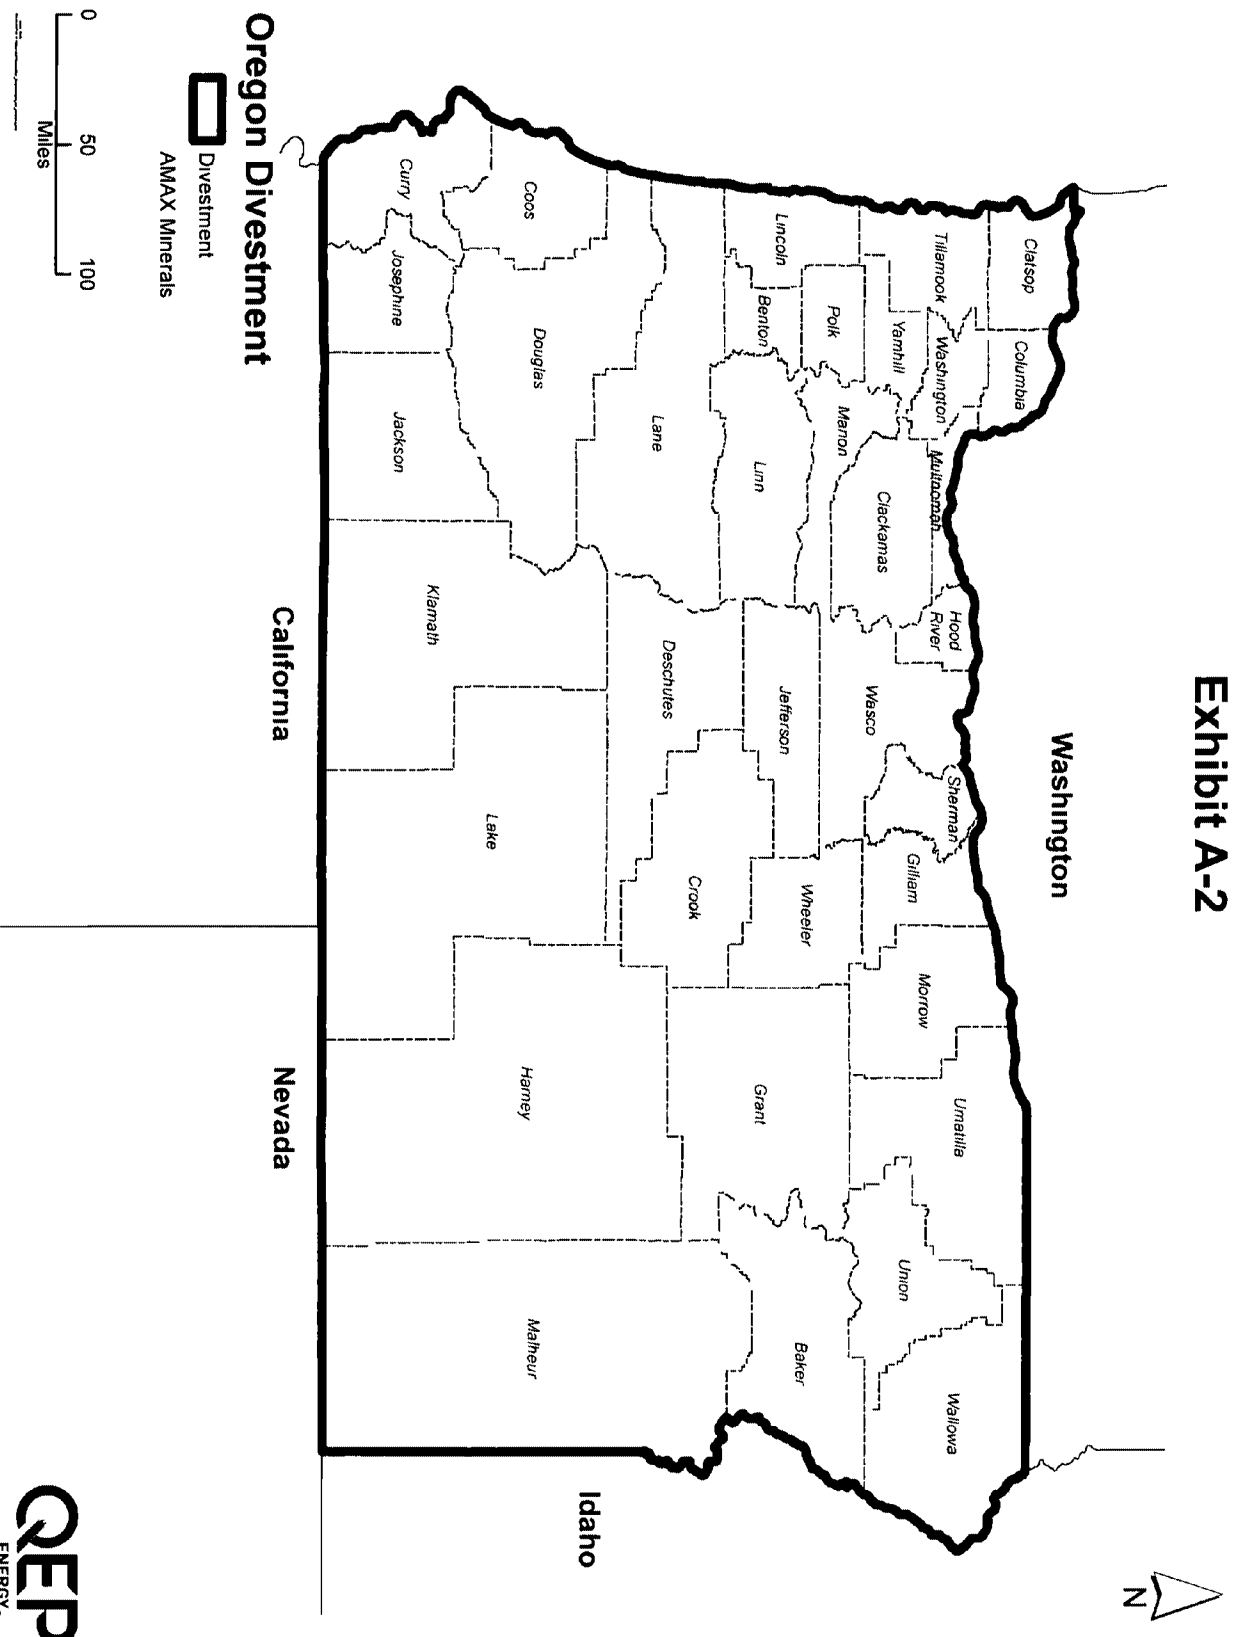 Exhibit A-2
N
Washington
Clatsop
Columbia
Tillamook
Washington
Multnomah
Hood
River
Sherman
Gilliam
Morrow
Umatilla
Wallowa
Union
Yamhill
Clackamas
Wasco
Polk
Marion
Lincoln
Benton
Linn
Jefferson
Wheeler
Grant
Baker
Lane
Deschutes
Crook
Coos
Douglas
Lake
Harney
Malheur
Curry
Josephine
Jackson
Klamath
Idaho
California
Nevada
Oregon Divestment
Divestment
AMAX Minerals
0 50 100
Miles
QEP
ENERGY